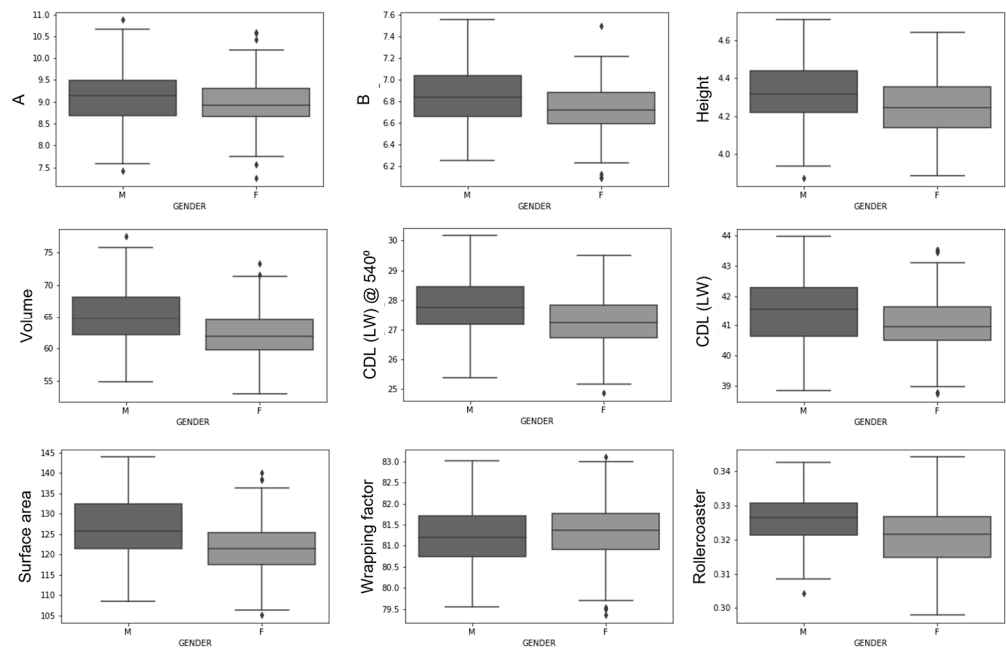 A
11.0
10.5
10.0
9.5
9.0
8.5
8.0
7.5
M F
GENDER
B
7.6
7.4
7.2
7.0
6.8
6.6
6.4
6.2
M F
GENDER
Height
4.6
4.4
4.2
4.0
M F
GENDER
Volume
75
70
65
60
55
M F
GENDER
CDL (LW) @ 540º
30
29
28
27
26
25
M F
GENDER
CDL (LW)
44
43
42
41
40
39
M F
GENDER
Surface area
145
140
135
130
125
120
115
110
105
M F
GENDER
Wrapping factor
83.0
82.5
82.0
81.5
81.0
80.5
80.0
79.5
M F
GENDER
Rollercoaster
0.34
0.33
0.32
0.31
0.30
M F
GENDER